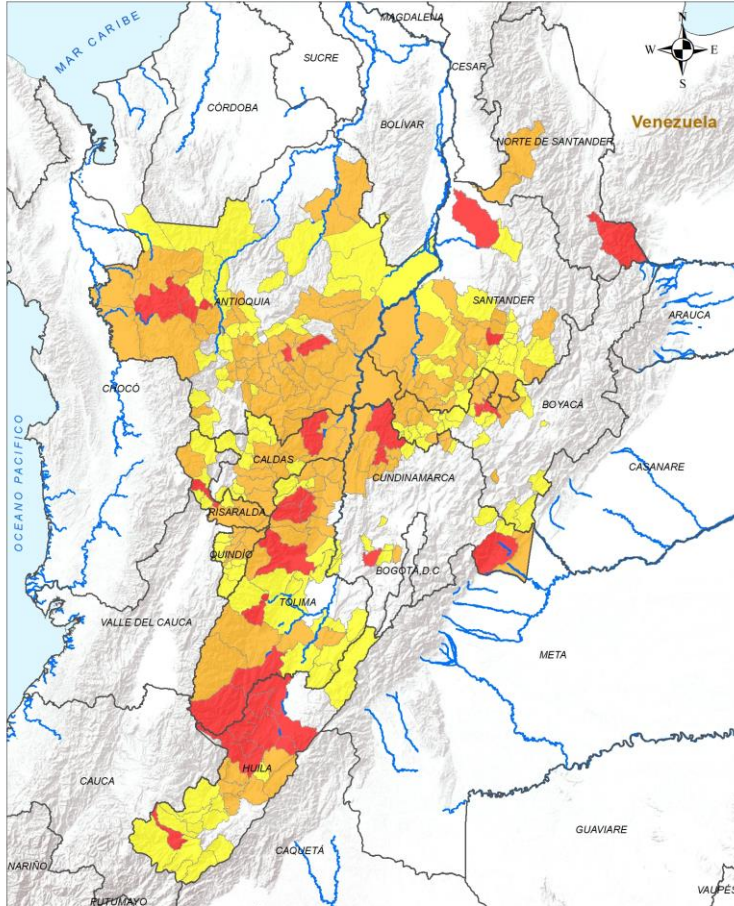 MAGDALENA
N
W E
S
MAR CARIBE
SUCRE
CESAR
CÓRDOBA
BOLÍVAR
Venezuela
NORTE DE SANTANDER
ANTIOQUIA
SANTANDER
ARAUCA
CHOCÓ
BOYACÁ
CALDAS
CUNDINAMARCA
CASANARE
OCEANO PACIFICO
RISARALDA
QUINDÍO
BOGOTÁ, D.C
TOLIMA
VALLE DEL CAUCA
META
HUILA
CAUCA
GUAVIARE
CAQUETÁ
NARIÑO
PUTUMAYO
VAUPÉS